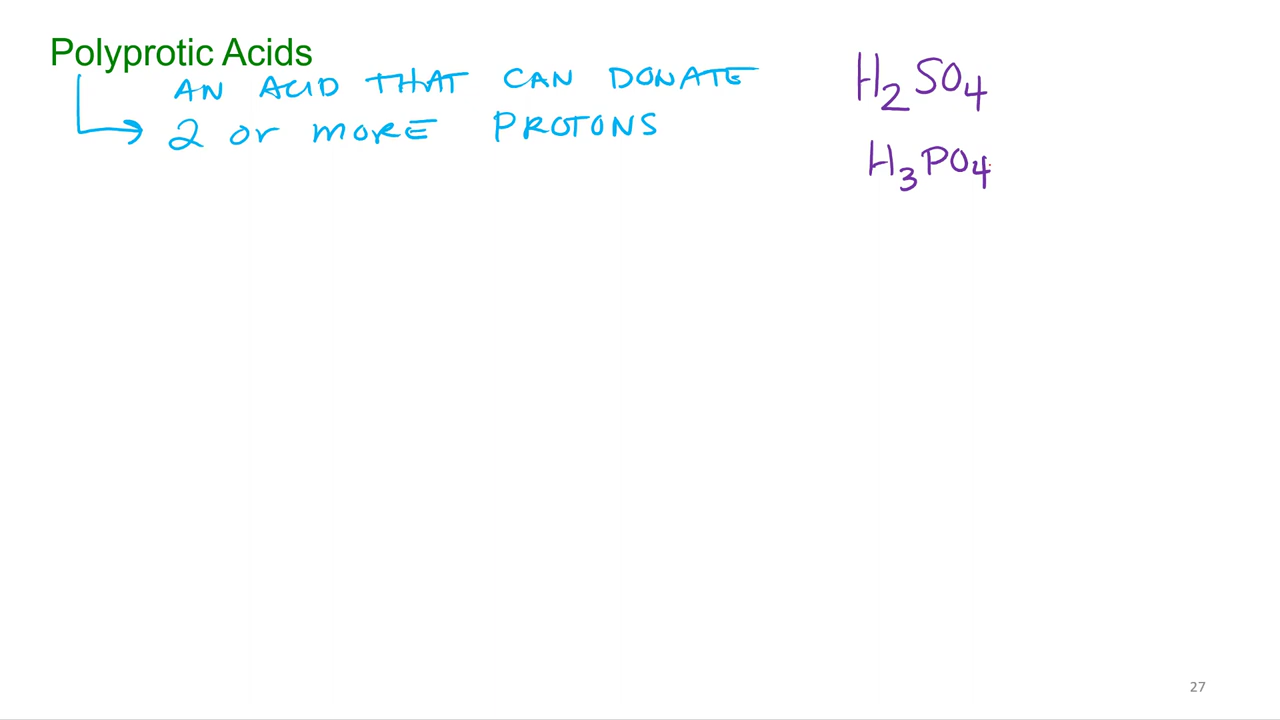 Polyprotic Acids
AN ACID THAT CAN DONATE
2 or more PROTONS
H₂SO₄
H₃PO₄
27